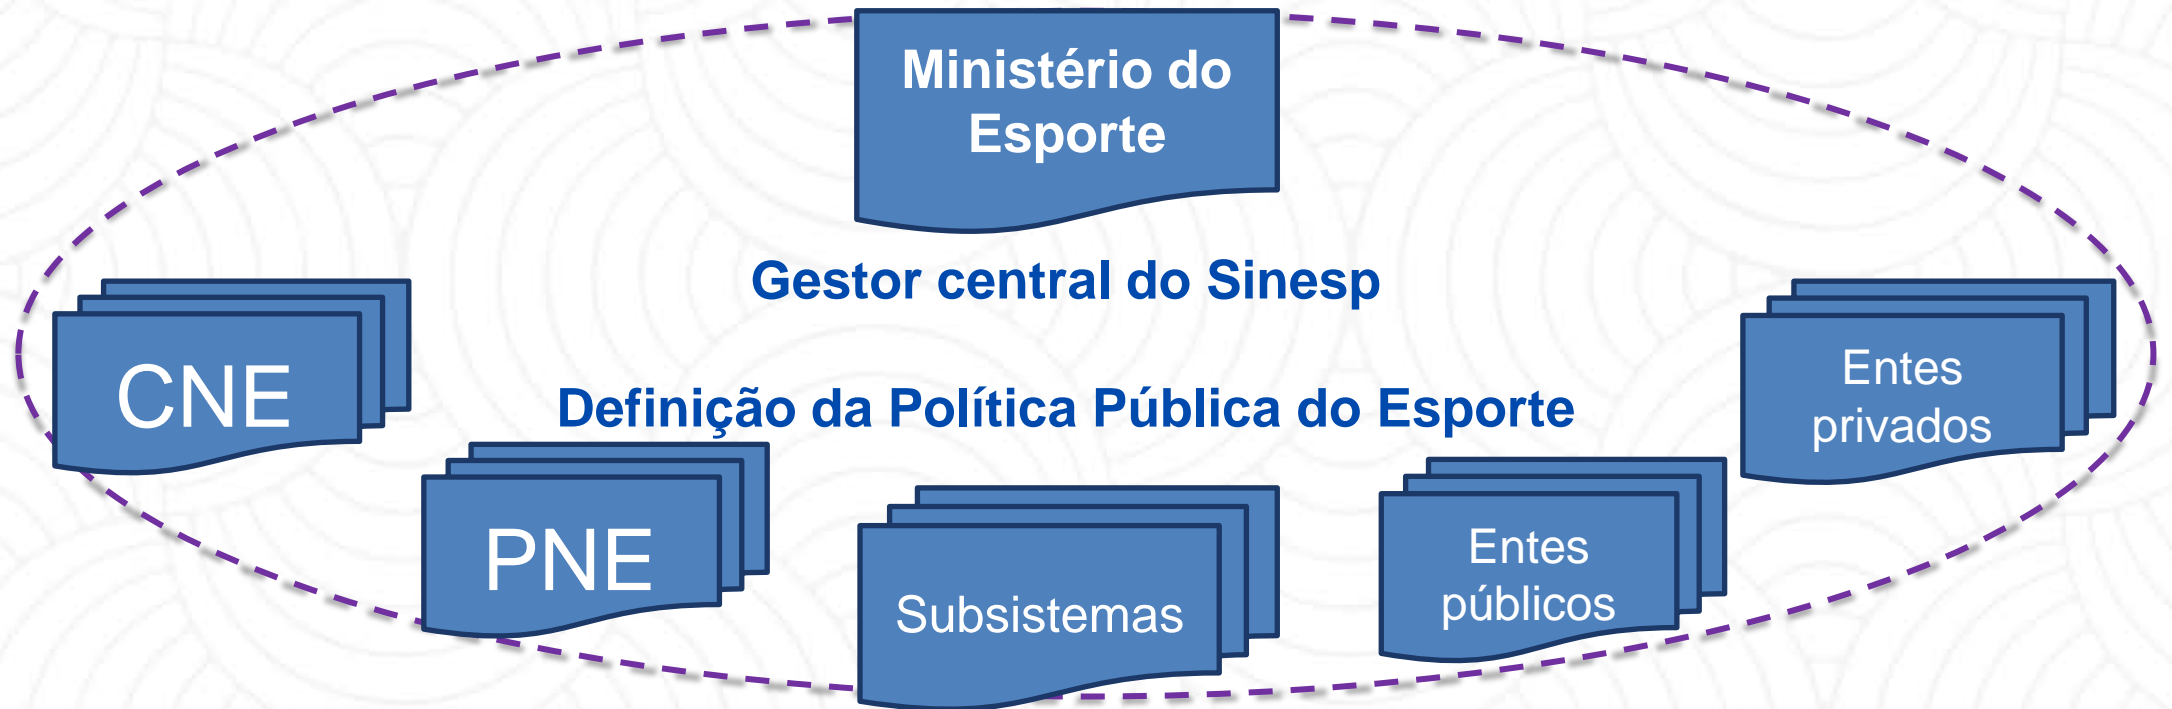 Ministério do
Esporte
Gestor central do Sinesp
Definição da Política Pública do Esporte
CNE
PNE
Subsistemas
Entes
públicos
Entes
privados